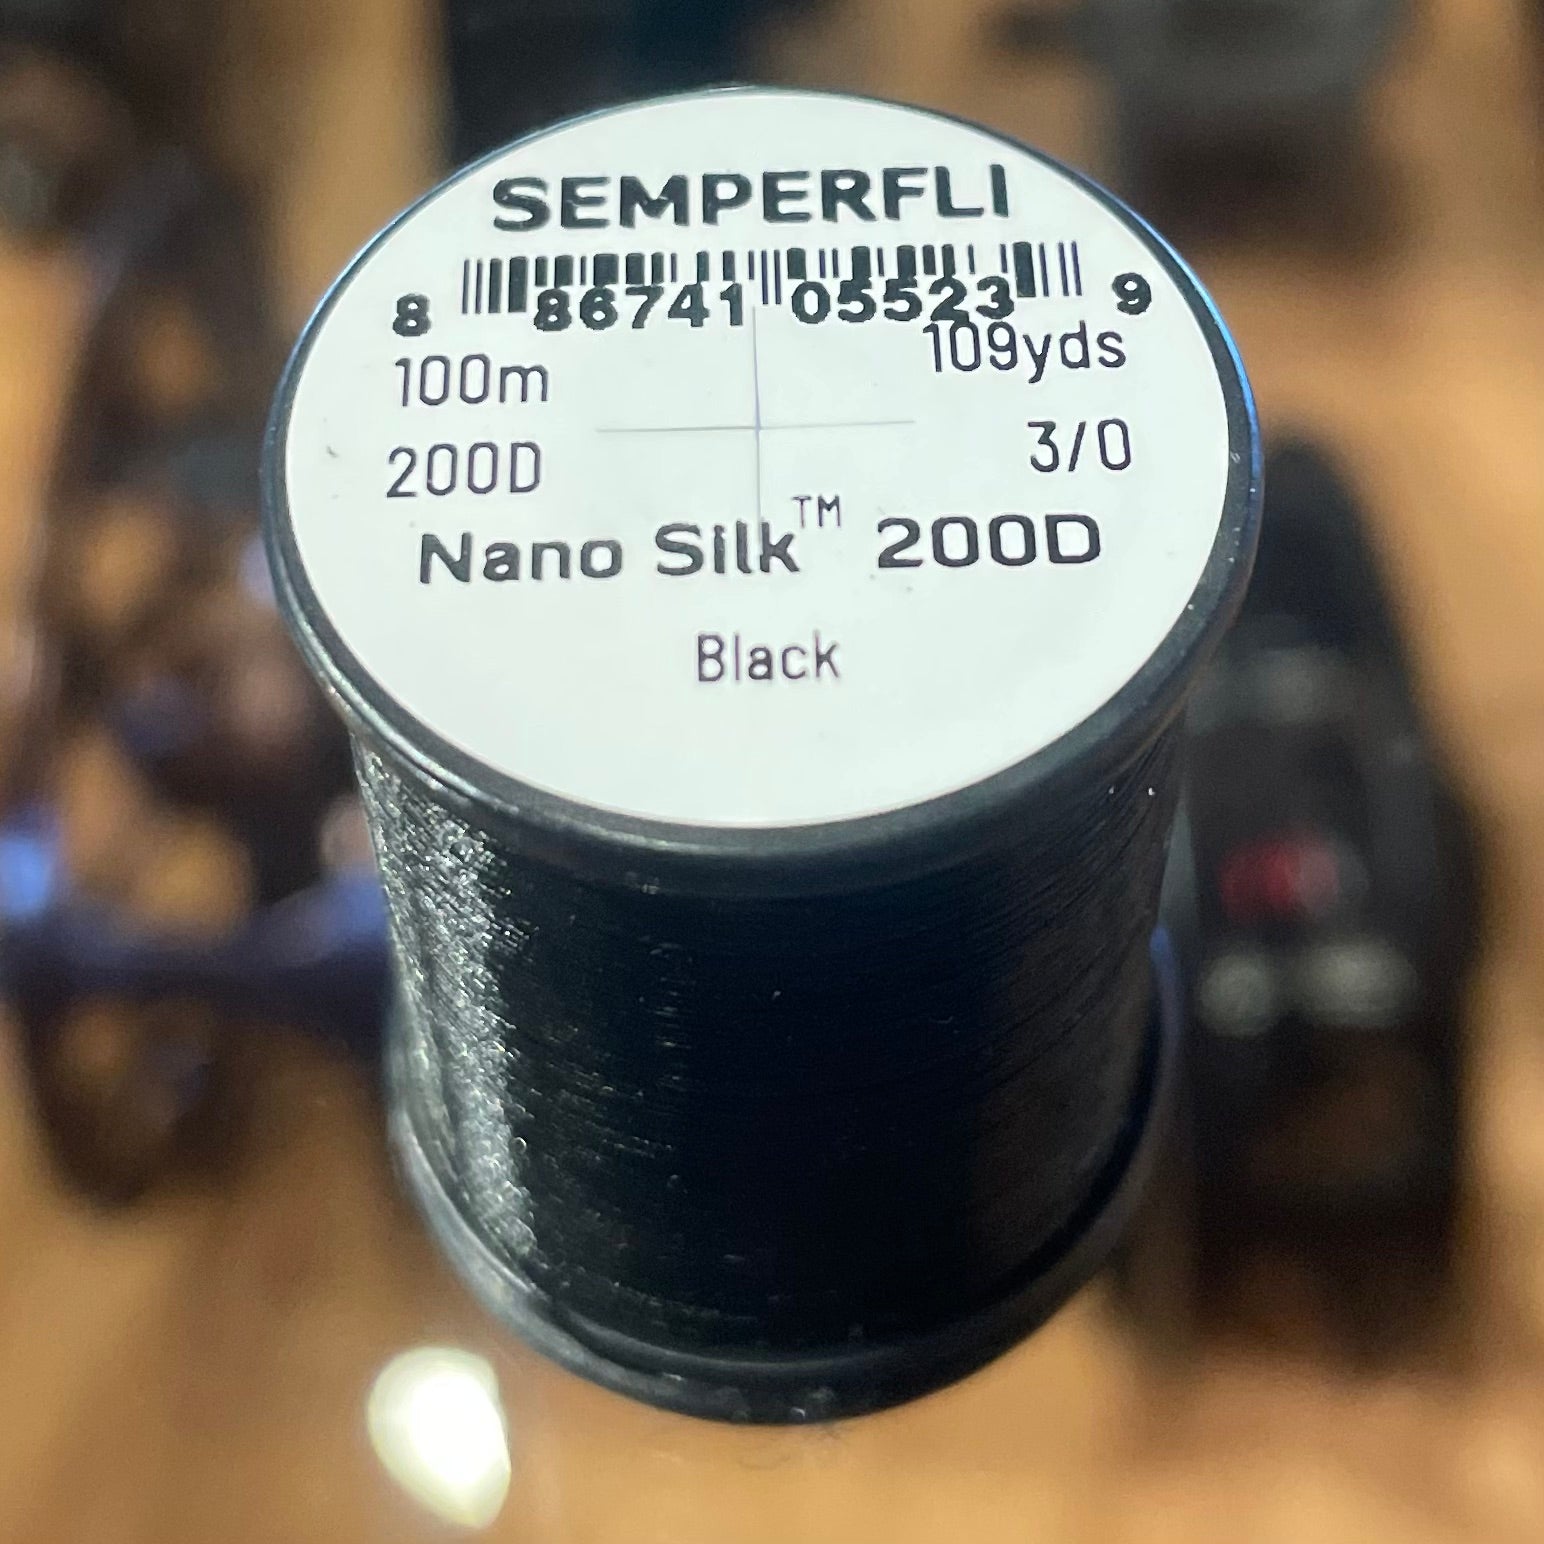 SEMPERFLI
8 86741 05523 9
100m 109yds
200D 3/0
Nano Silk™ 200D
Black